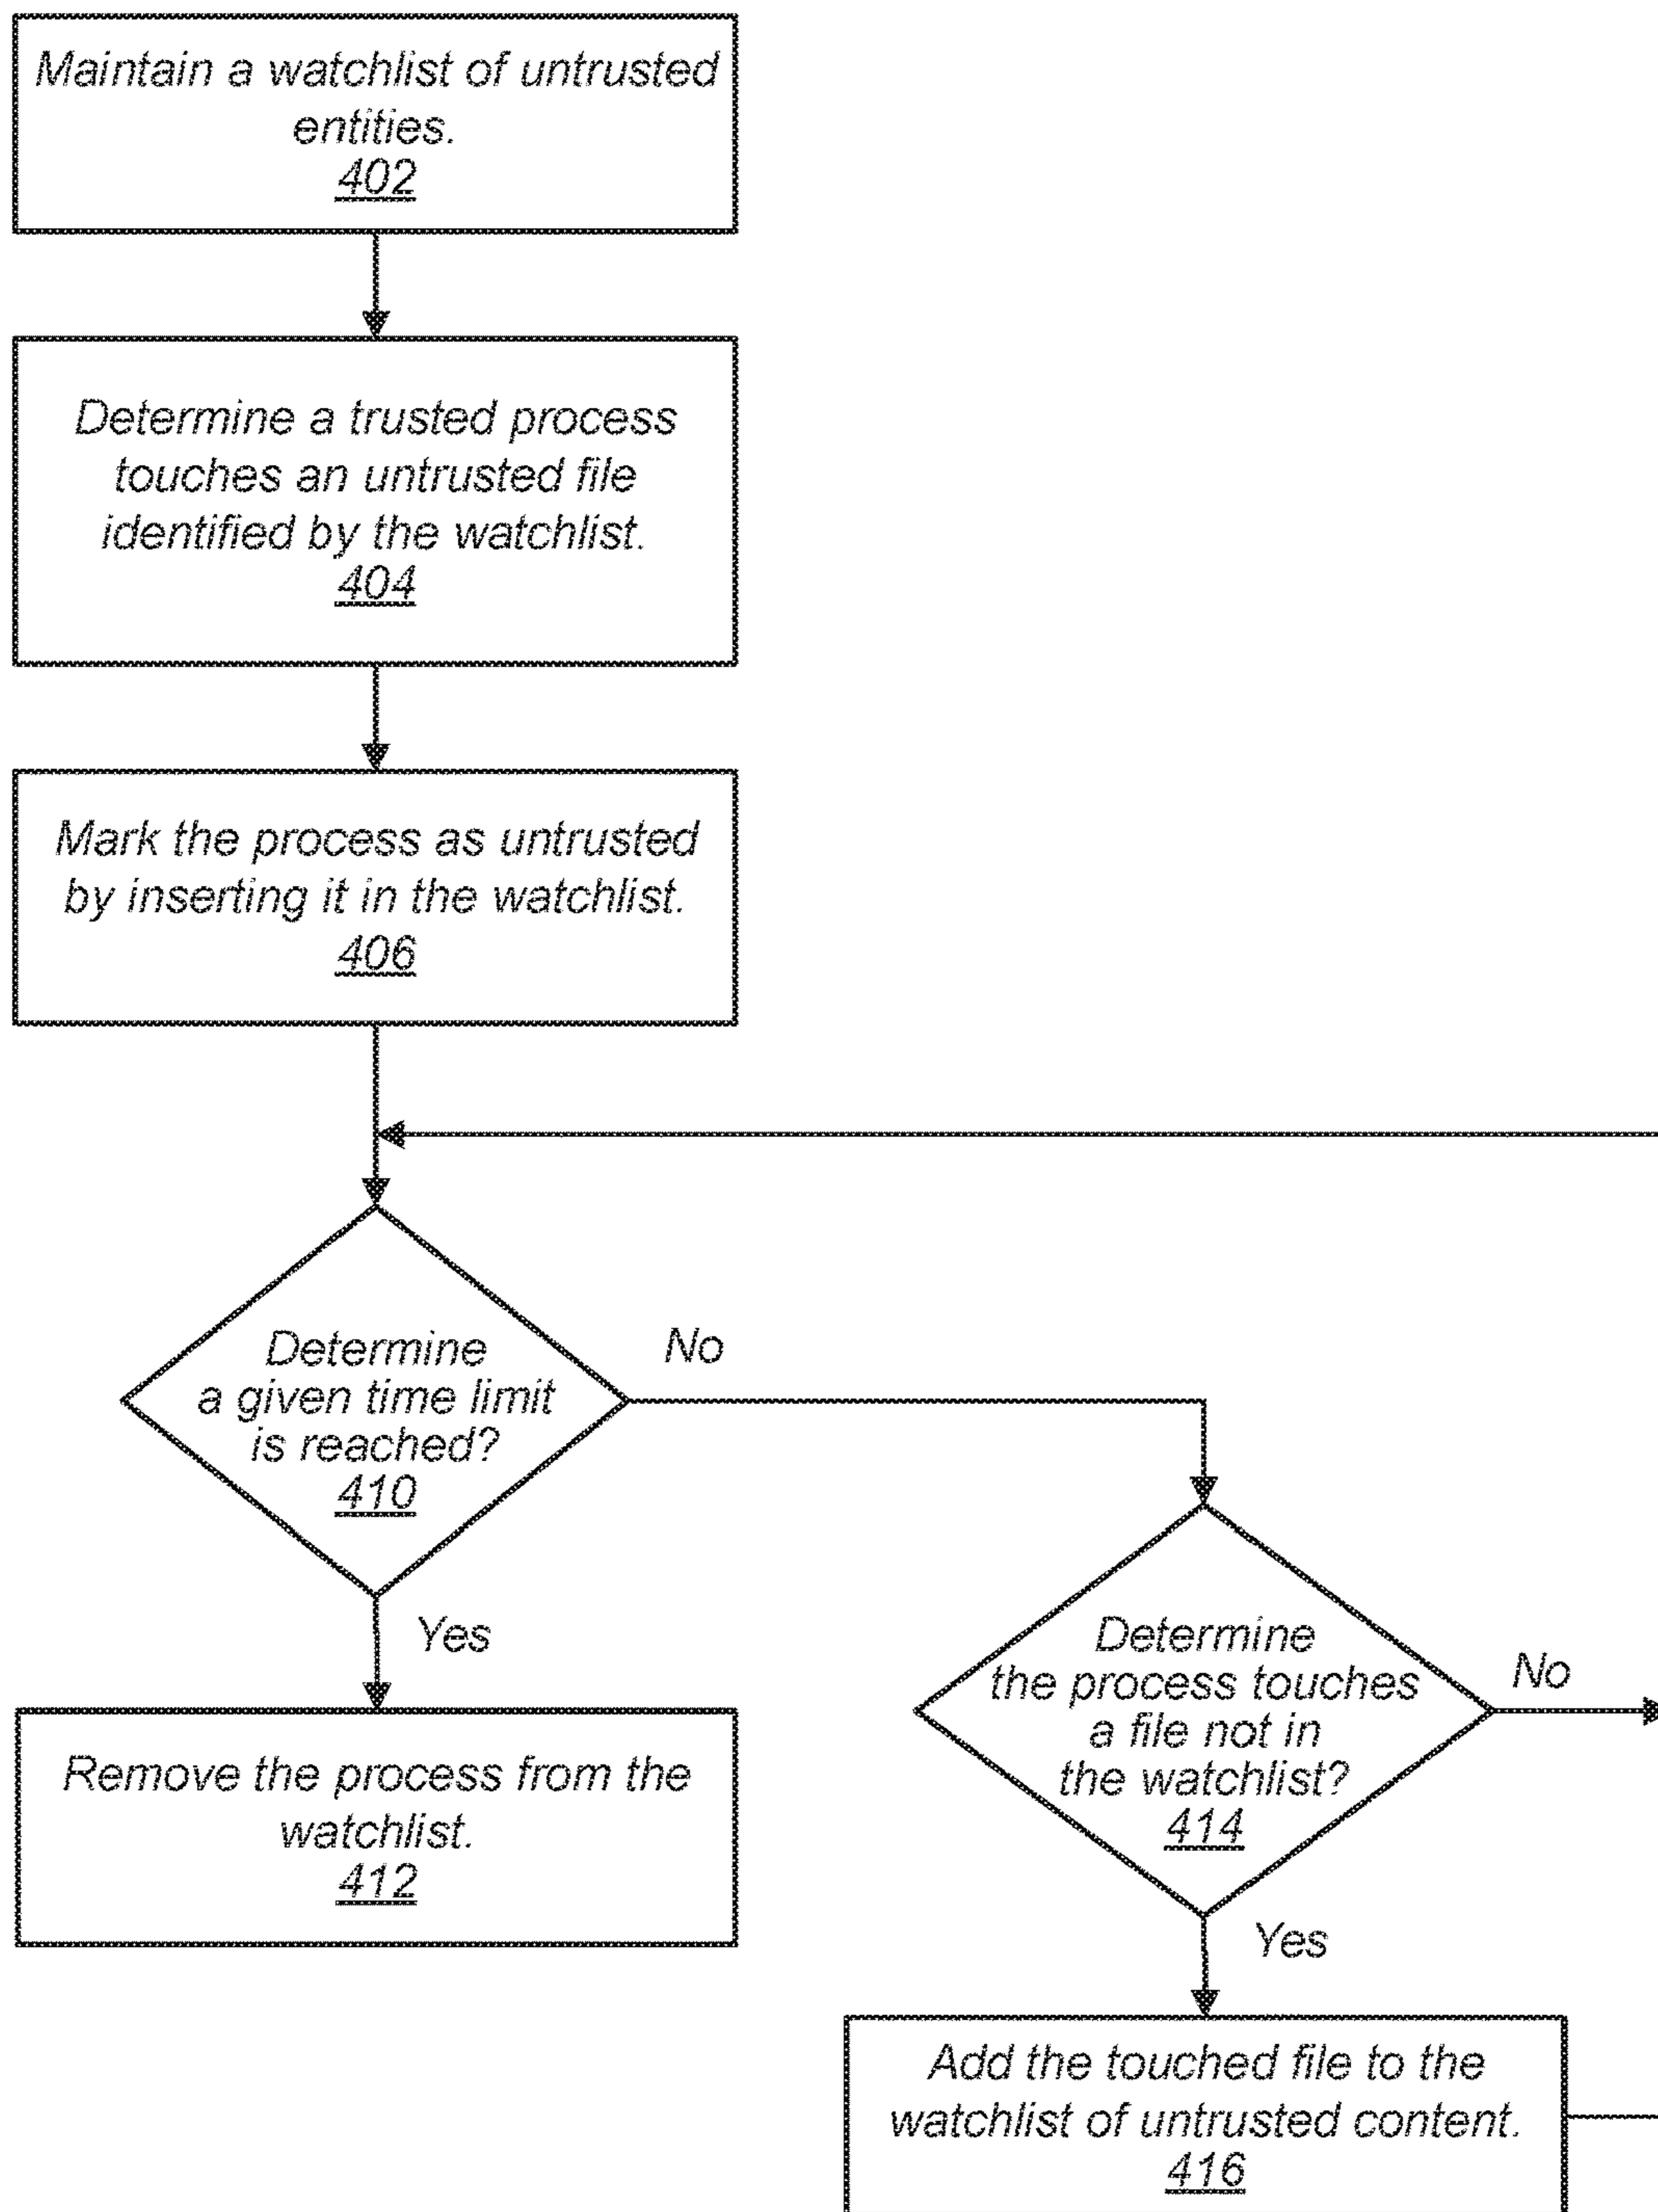 Maintain a watchlist of untrusted
entities.
402
Determine a trusted process
touches an untrusted file
identified by the watchlist.
404
Mark the process as untrusted
by inserting it in the watchlist.
406
Determine
a given time limit
is reached?
410
No
Yes
Remove the process from the
watchlist.
412
Determine
the process touches
a file not in
the watchlist?
414
No
Yes
Add the touched file to the
watchlist of untrusted content.
416